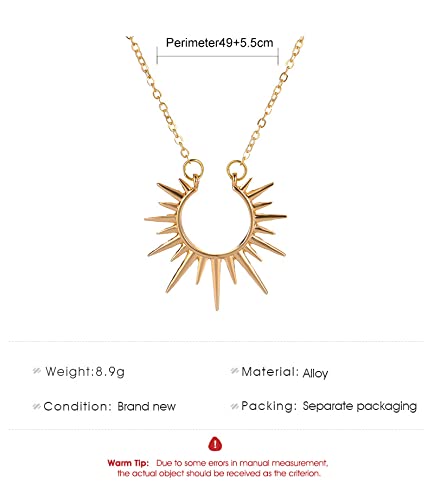 Perimeter49+5.5cm
Weight:8.9g
Material: Alloy
Condition: Brand new
Packing: Separate packaging
Warm Tip: Due to some errors in manual measurement,
the actual object should be received as the criterion.